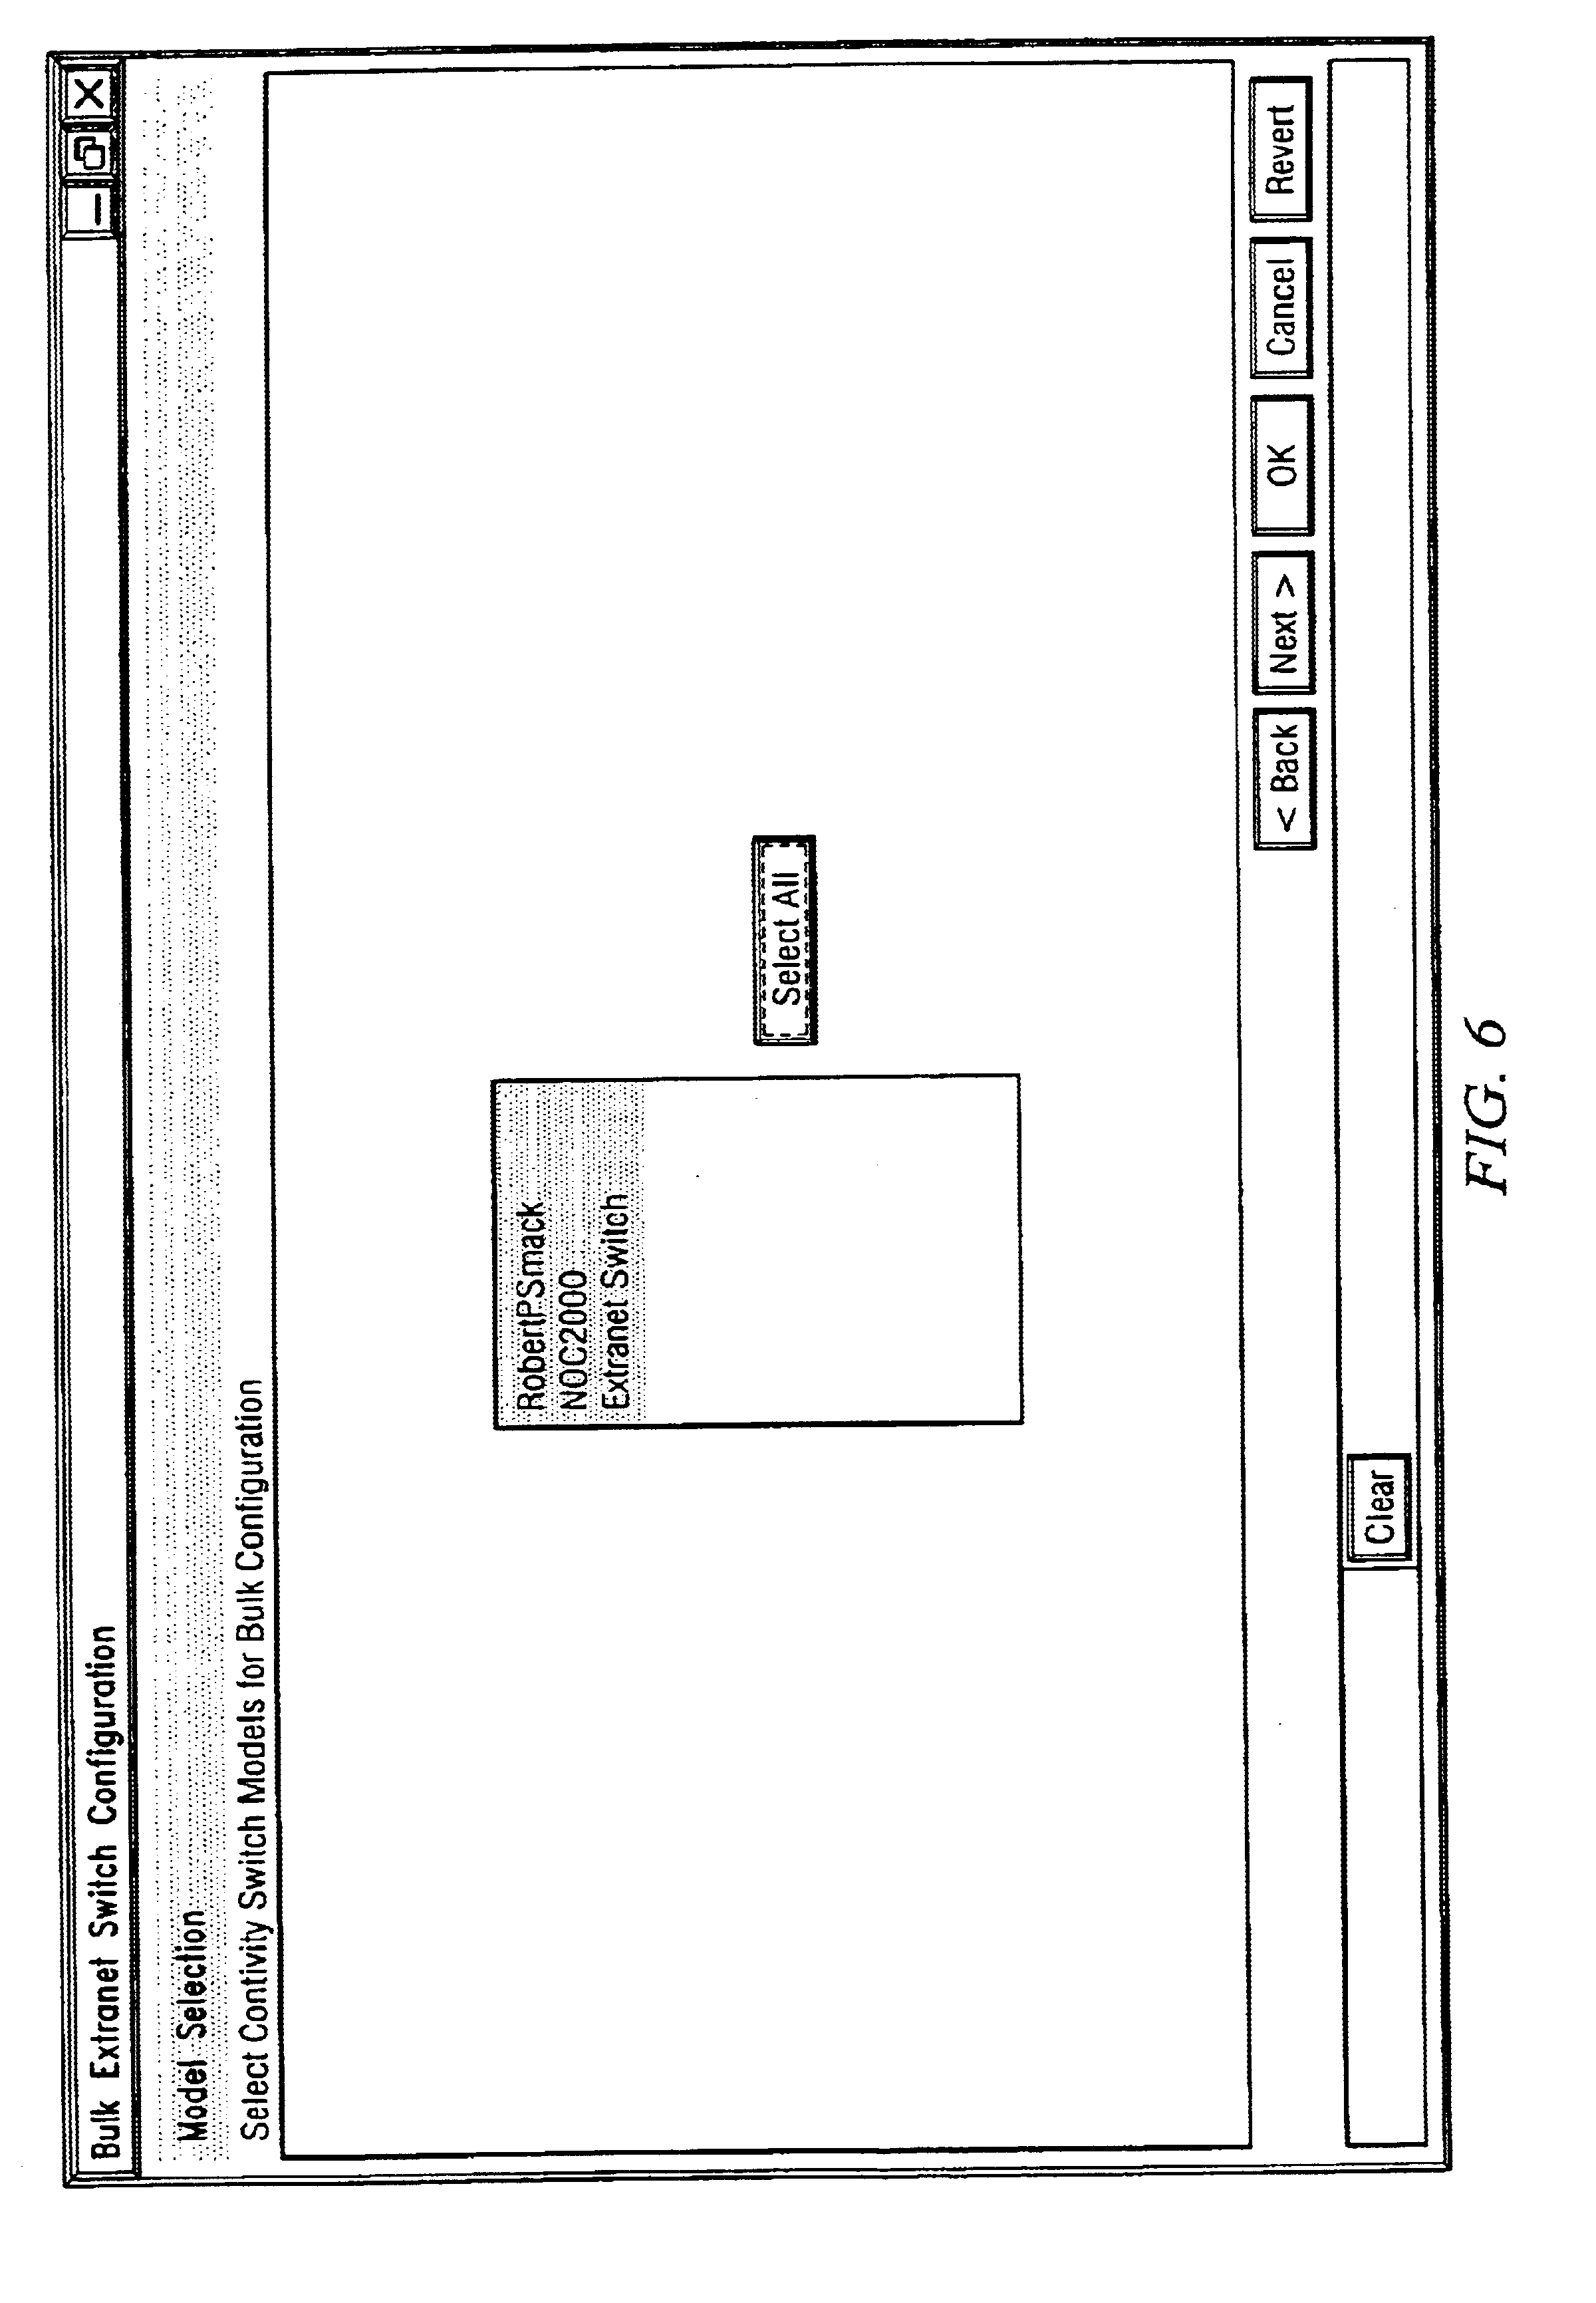 Bulk Extranet Switch Configuration
Model Selection
Select Contivity Switch Models for Bulk Configuration
RobertPSmack
NOC2000
Extranet Switch
Select All
< Back
Next >
OK
Cancel
Revert
Clear
FIG. 6